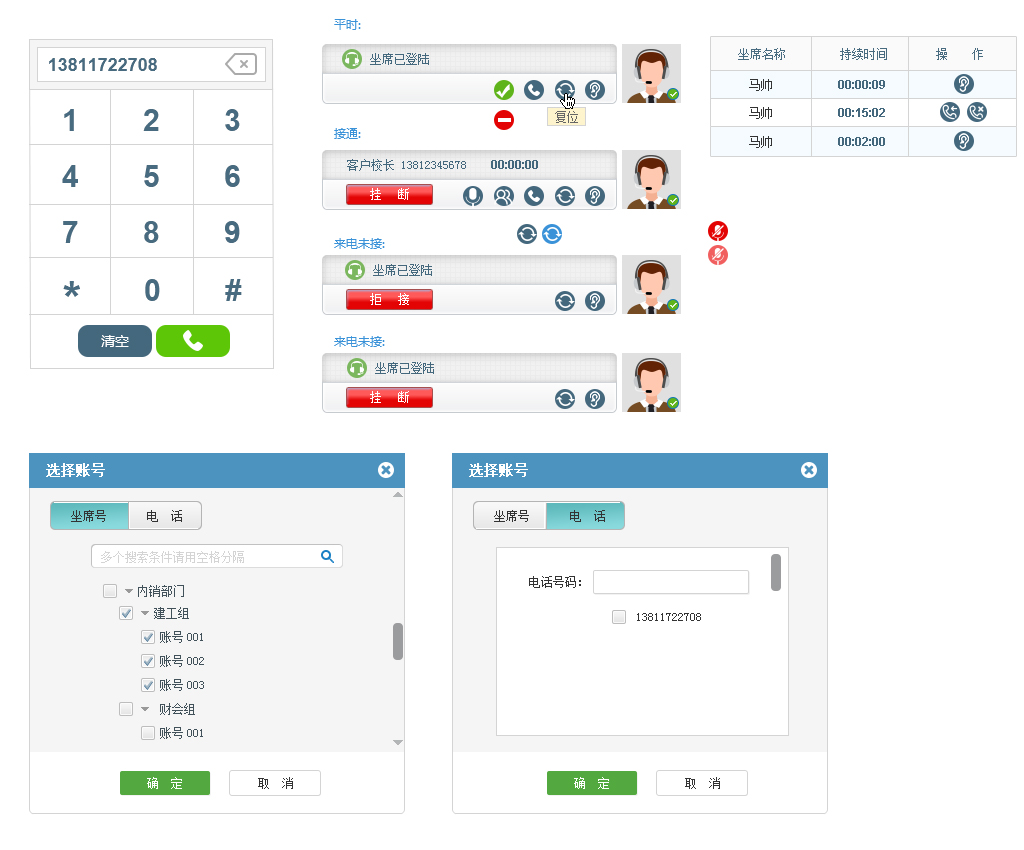 13811722708
1 2 3
4 5 6
7 8 9
* 0 #
清空
平时:
坐席已登陆
复位
接通:
客户校长 13812345678 00:00:00
挂 断
来电未接:
坐席已登陆
拒 接
来电未接:
坐席已登陆
挂 断
坐席名称 持续时间 操 作
马帅 00:00:09
马帅 00:15:02
马帅 00:02:00
选择账号
坐席号 电 话
多个搜索条件请用空格分隔
内销部门
建工组
账号 001
账号 002
账号 003
财会组
账号 001
确 定 取 消
选择账号
坐席号 电 话
电话号码：
13811722708
确 定 取 消